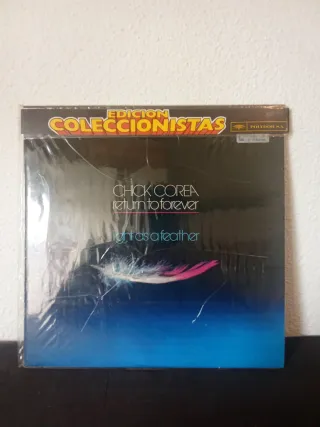 EDICION
COLECCIONISTAS
CHICK COREA
return to forever
light as a feather